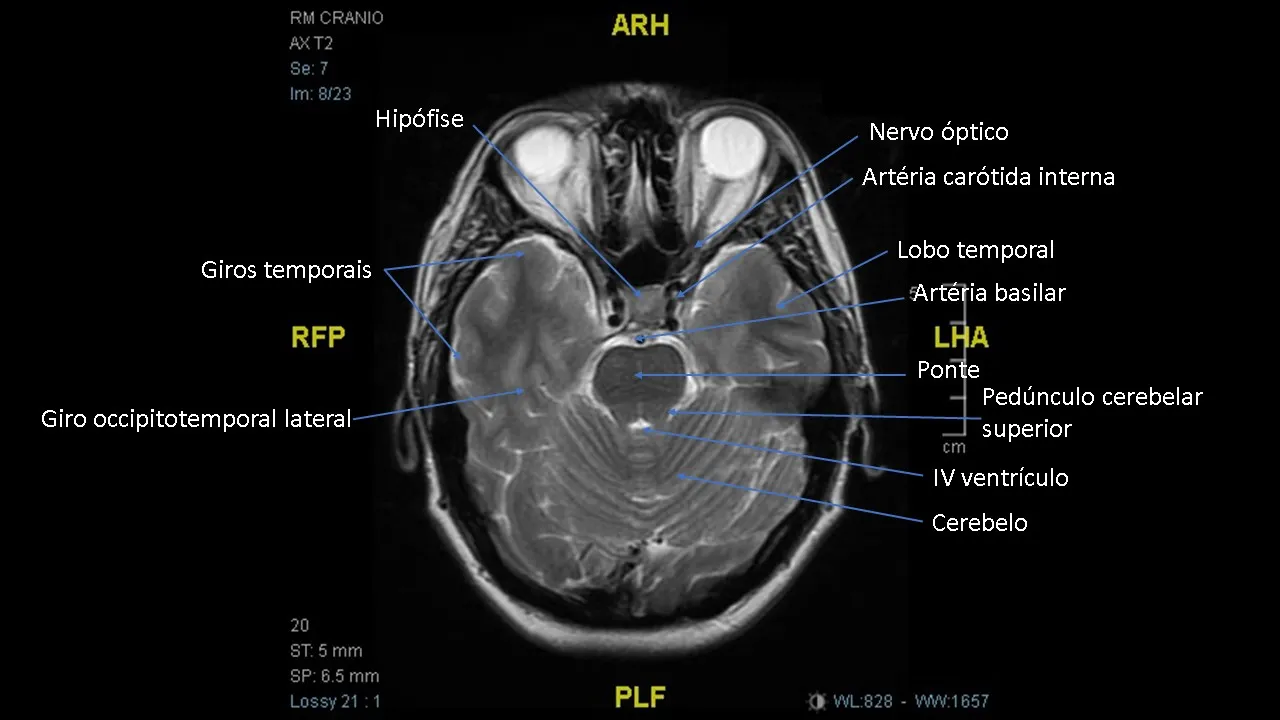 RM CRANIO
AX T2
Se: 7
Im: 8/23
ARH
Hipófise
Nervo óptico
Artéria carótida interna
Lobo temporal
Giros temporais
Artéria basilar
RFP
LHA
Ponte
Pedúnculo cerebelar
superior
Giro occipitotemporal lateral
cm
IV ventrículo
Cerebelo
20
ST: 5 mm
SP: 6.5 mm
Lossy 21 : 1
PLF
WL:828 - WW:1657